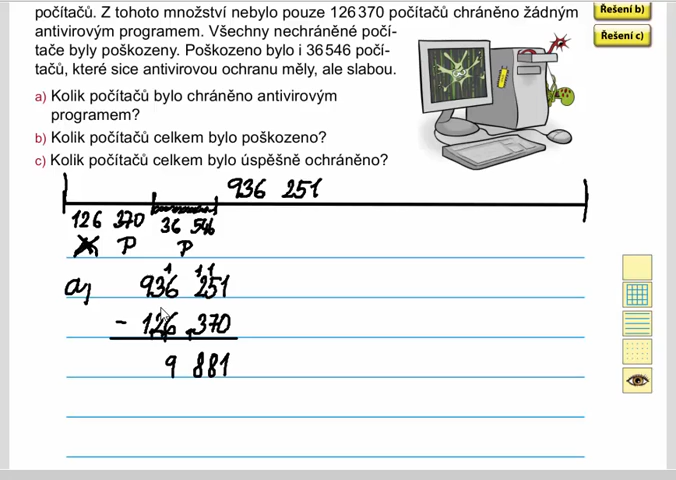 počítačů. Z tohoto množství nebylo pouze 126 370 počítačů chráněno žádným
antivirovým programem. Všechny nechráněné počí-
tače byly poškozeny. Poškozeno bylo i 36 546 počí-
tačů, které sice antivirovou ochranu měly, ale slabou.
Řešení b)
Řešení c)
a) Kolik počítačů bylo chráněno antivirovým
programem?
b) Kolik počítačů celkem bylo poškozeno?
c) Kolik počítačů celkem bylo úspěšně ochráněno?
936 251
126 370 36 546
P P
1 1 1
a) 936 251
- 126 370
9 881